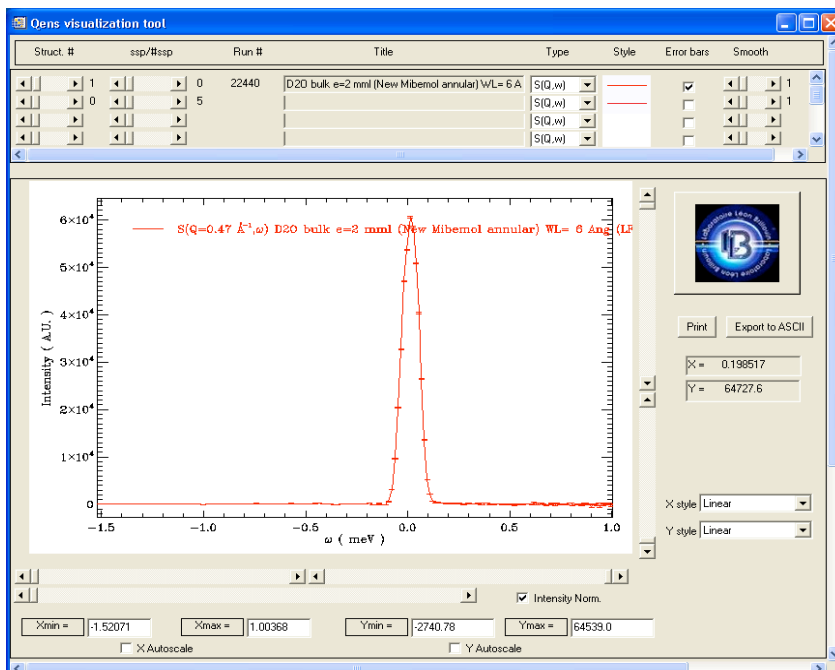 Qens visualization tool
Struct. # ssp/#ssp Run # Title Type Style Error bars Smooth
1 0 22440 D2O bulk e=2 mml (New Mibemol annular) WL= 6 A S(Q,w) 1
0 5 S(Q,w) 1
S(Q,w)
S(Q,w)
6×10⁴
S(Q=0.47 Å⁻¹,ω) D2O bulk e=2 mml (New Mibemol annular) WL= 6 Ang (LF
5×10⁴
4×10⁴
3×10⁴
2×10⁴
1×10⁴
0
Intensity ( A.U. )
-1.5 -1.0 -0.5 0.0 0.5 1.0
ω ( meV )
Laboratoire Léon Brillouin
LLB
Print Export to ASCII
X = 0.198517
Y = 64727.6
X style Linear
Y style Linear
Intensity Norm.
Xmin = -1.52071 Xmax = 1.00368 Ymin = -2740.78 Ymax = 64539.0
X Autoscale Y Autoscale